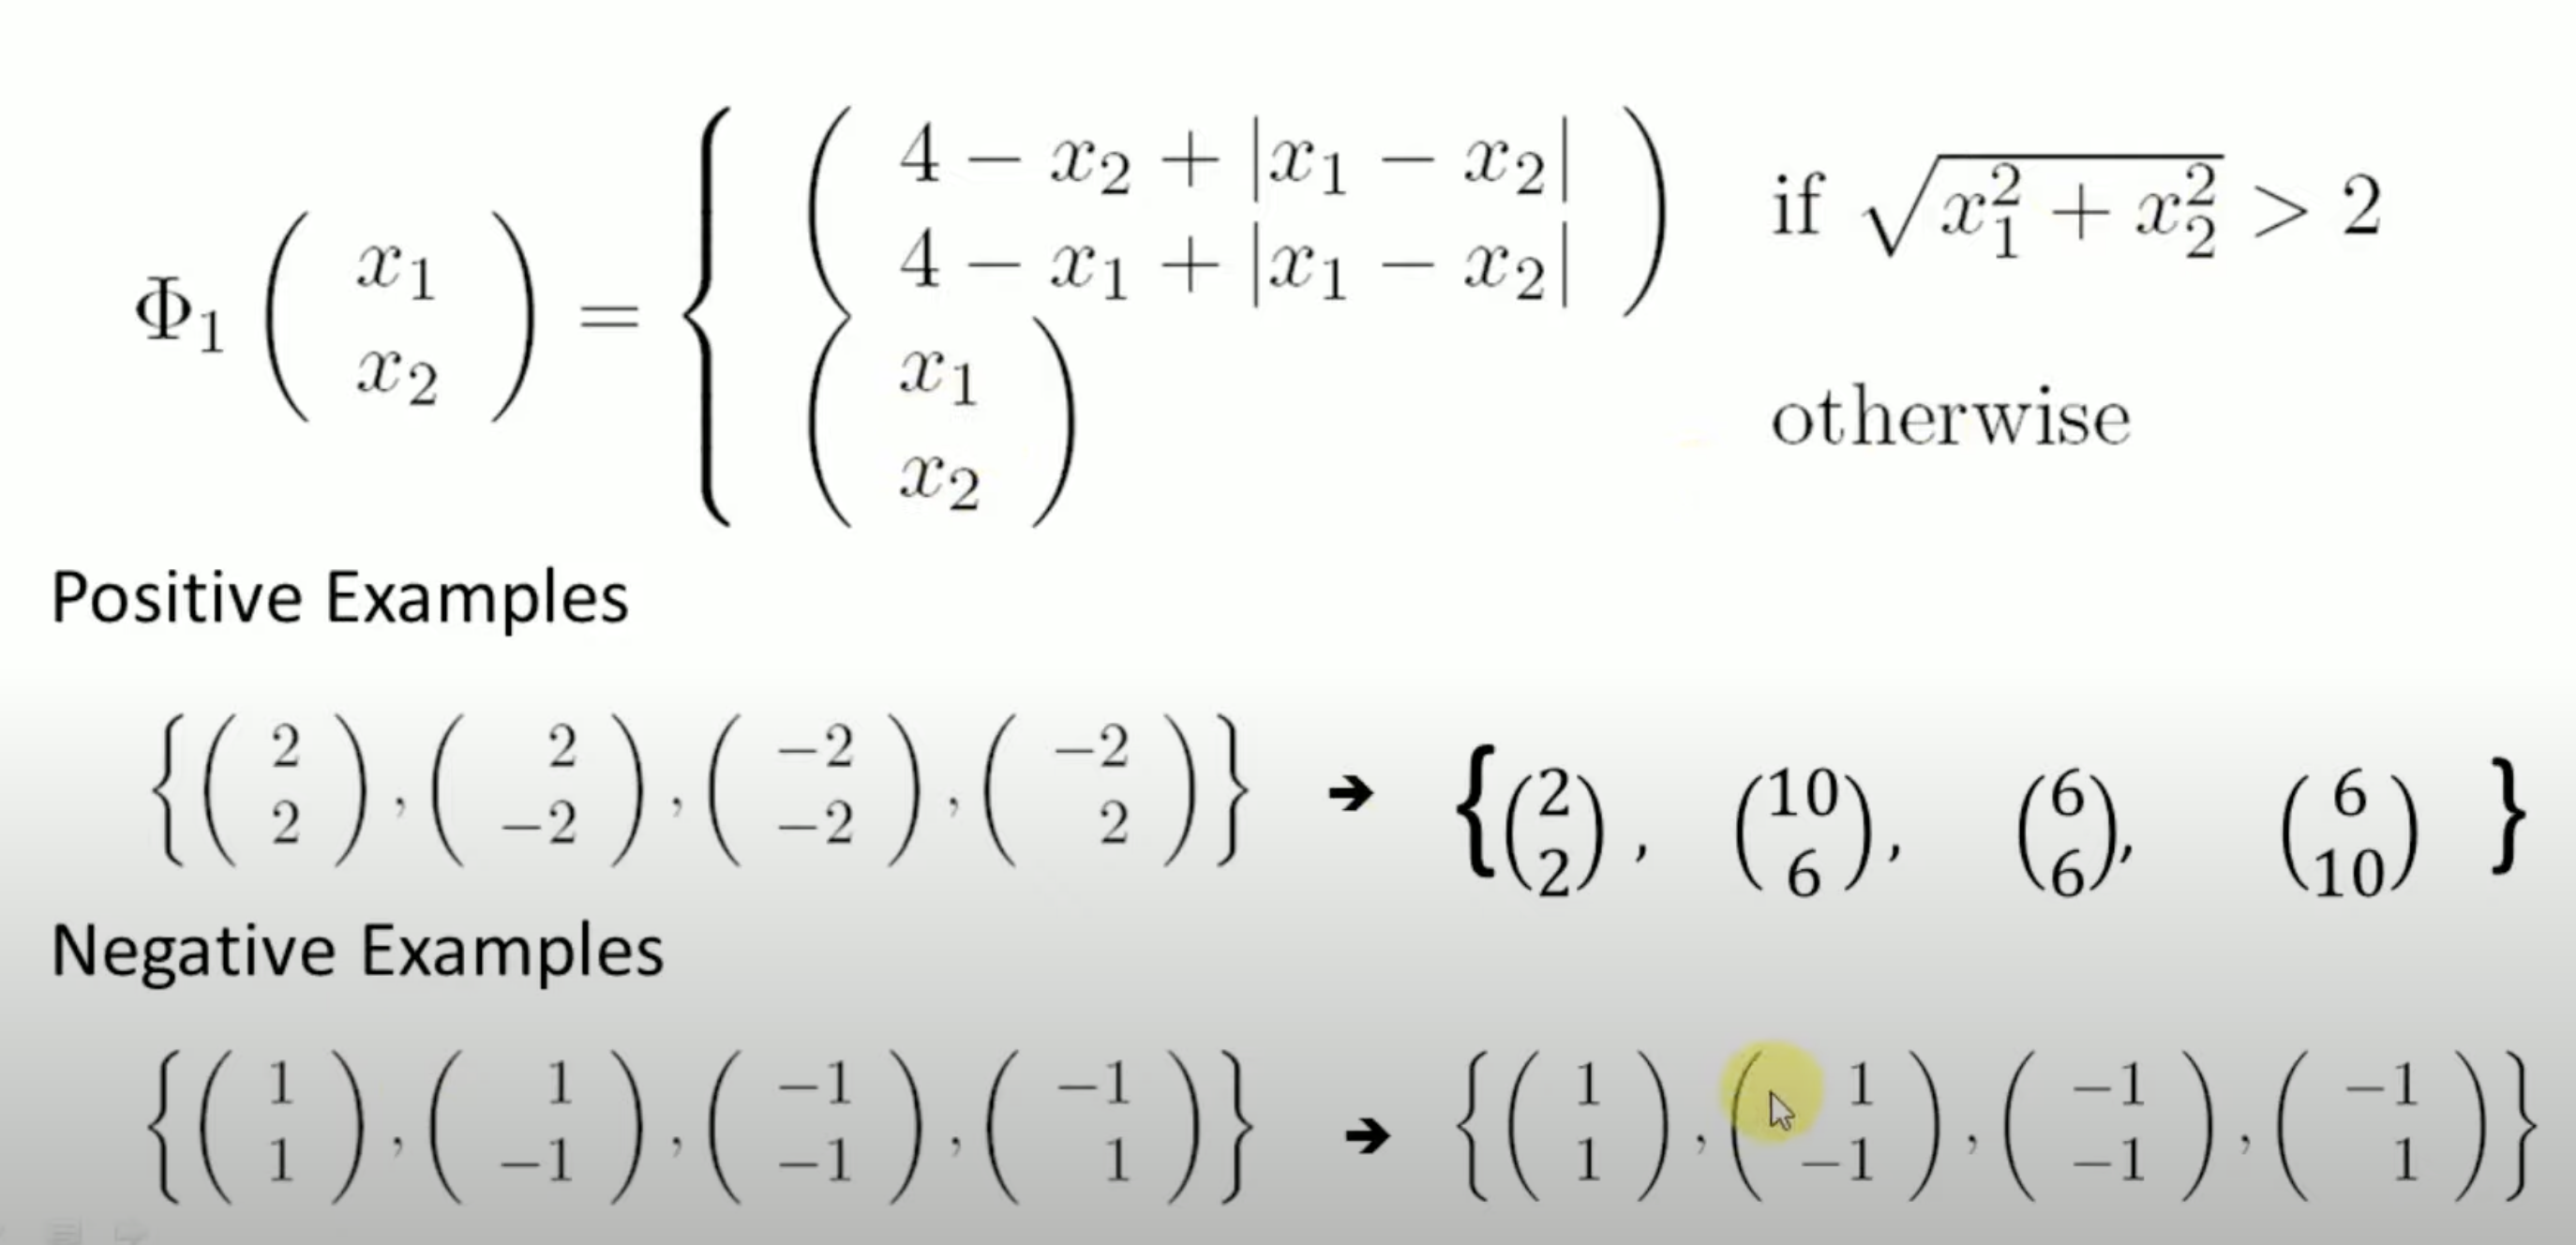 Φ₁ ( x₁ x₂ ) = { ( 4 − x₂ + |x₁ − x₂| 4 − x₁ + |x₁ − x₂| ) if √(x₁² + x₂²) > 2
( x₁ x₂ ) otherwise
Positive Examples
{ ( 2 2 ) , ( 2 −2 ) , ( −2 −2 ) , ( −2 2 ) } ➔ { ( 2 2 ) , ( 10 6 ) , ( 6 6 ) , ( 6 10 ) }
Negative Examples
{ ( 1 1 ) , ( 1 −1 ) , ( −1 −1 ) , ( −1 1 ) } ➔ { ( 1 1 ) , ( 1 −1 ) , ( −1 −1 ) , ( −1 1 ) }